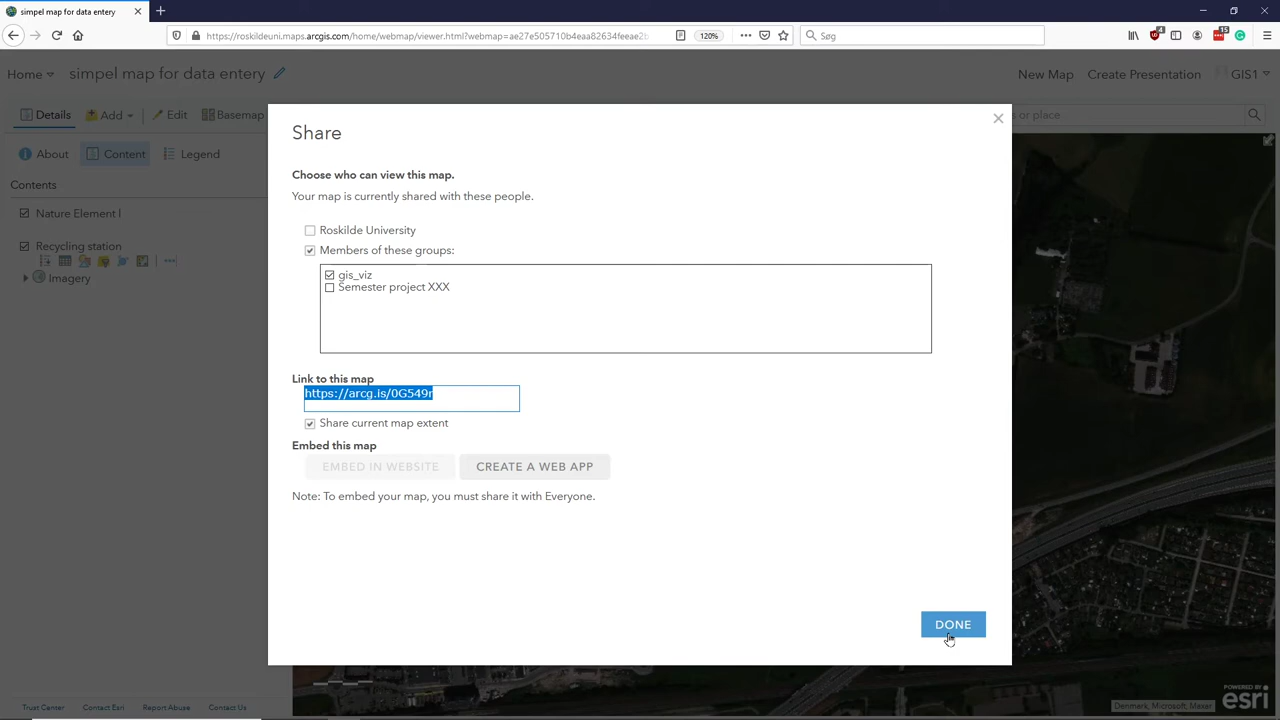 simpel map for data entery
https://roskildeuni.maps.arcgis.com/home/webmap/viewer.html?webmap=ae27e505710b4eaa82634feeae2b
120%
Søg
4
15
Home
simpel map for data entery
New Map
Create Presentation
GIS1
Details
Add
Edit
Basemap
or place
About
Content
Legend
Contents
Nature Element l
Recycling station
Imagery
Share
Choose who can view this map.
Your map is currently shared with these people.
Roskilde University
Members of these groups:
gis_viz
Semester project XXX
Link to this map
https://arcg.is/0G549r
Share current map extent
Embed this map
EMBED IN WEBSITE
CREATE A WEB APP
Note: To embed your map, you must share it with Everyone.
DONE
Trust Center
Contact Esri
Report Abuse
Contact Us
Denmark, Microsoft, Maxar
POWERED BY
esri